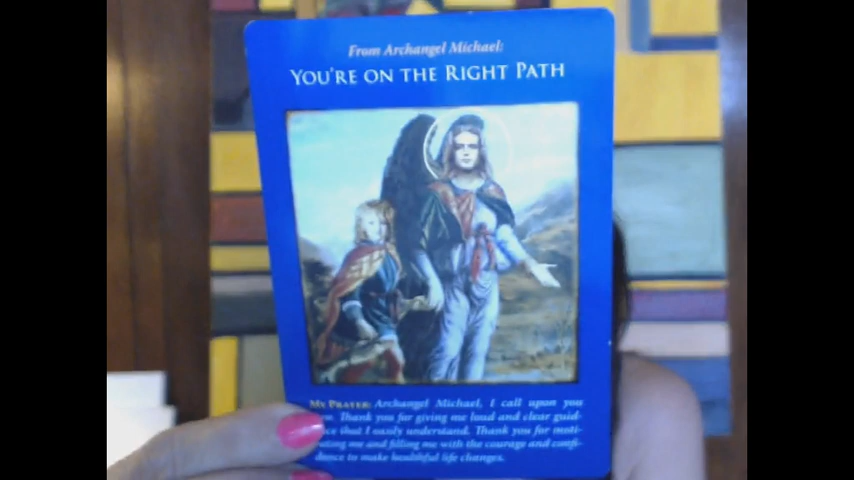 From Archangel Michael:
YOU'RE ON THE RIGHT PATH
MY PRAYER: Archangel Michael, I call upon you
Thank you for giving me loud and clear guid-
that I easily understand. Thank you for moti-
me and filling me with the courage and confi-
dence to make healthful life changes.